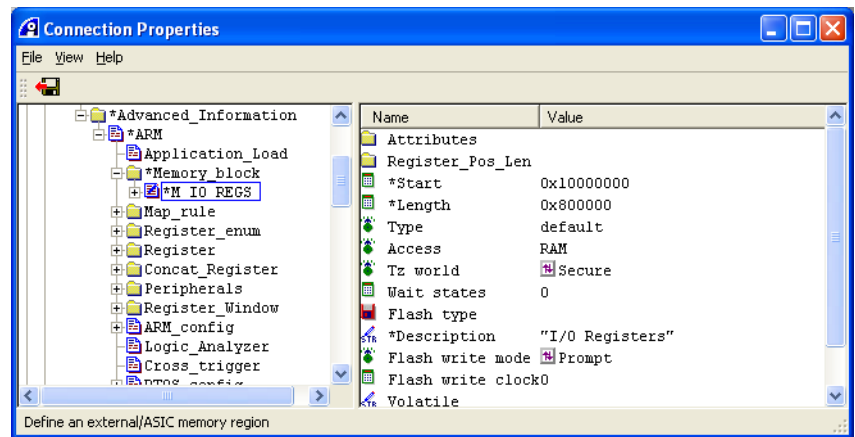 Connection Properties
File View Help
*Advanced_Information
*ARM
Application_Load
*Memory_block
*M IO REGS
Map_rule
Register_enum
Register
Concat_Register
Peripherals
Register_Window
ARM_config
Logic_Analyzer
Cross_trigger
RTOS_config
Name Value
Attributes
Register_Pos_Len
*Start 0x10000000
*Length 0x800000
Type default
Access RAM
Tz world Secure
Wait states 0
Flash type
*Description "I/O Registers"
Flash write mode Prompt
Flash write clock0
Volatile
Define an external/ASIC memory region